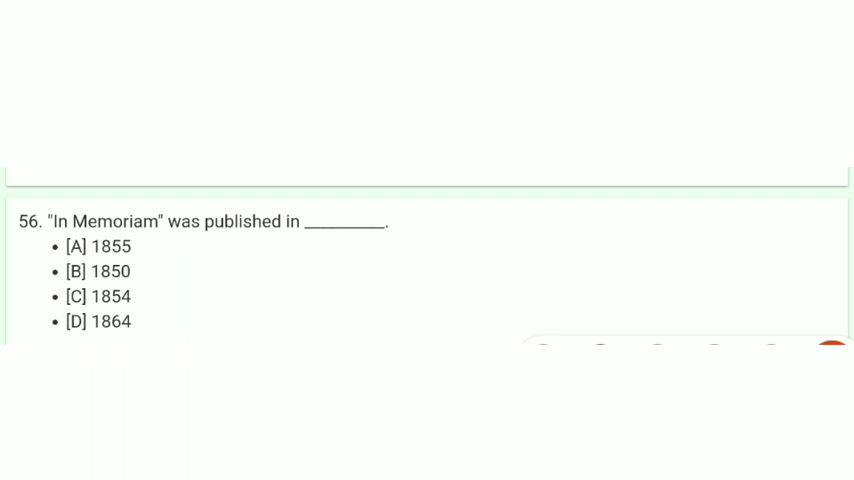 56. "In Memoriam" was published in _________.
• [A] 1855
• [B] 1850
• [C] 1854
• [D] 1864